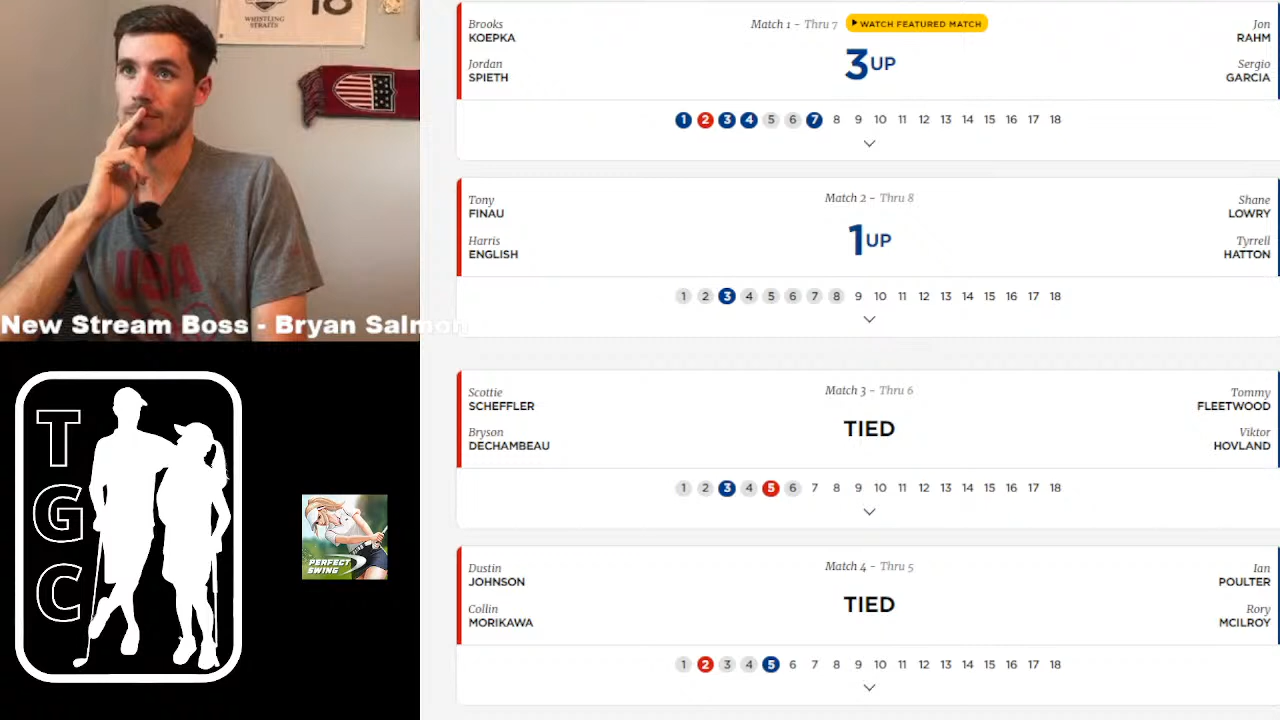 WHISTLING
STRAITS
18
USA
New Stream Boss - Bryan Salmon
T
G
C
PERFECT
SWING
Brooks
KOEPKA
Jordan
SPIETH
Match 1 - Thru 7
WATCH FEATURED MATCH
3 UP
Jon
RAHM
Sergio
GARCIA
1 2 3 4 5 6 7 8 9 10 11 12 13 14 15 16 17 18
Tony
FINAU
Harris
ENGLISH
Match 2 - Thru 8
1 UP
Shane
LOWRY
Tyrrell
HATTON
1 2 3 4 5 6 7 8 9 10 11 12 13 14 15 16 17 18
Scottie
SCHEFFLER
Bryson
DECHAMBEAU
Match 3 - Thru 6
TIED
Tommy
FLEETWOOD
Viktor
HOVLAND
1 2 3 4 5 6 7 8 9 10 11 12 13 14 15 16 17 18
Dustin
JOHNSON
Collin
MORIKAWA
Match 4 - Thru 5
TIED
Ian
POULTER
Rory
MCILROY
1 2 3 4 5 6 7 8 9 10 11 12 13 14 15 16 17 18